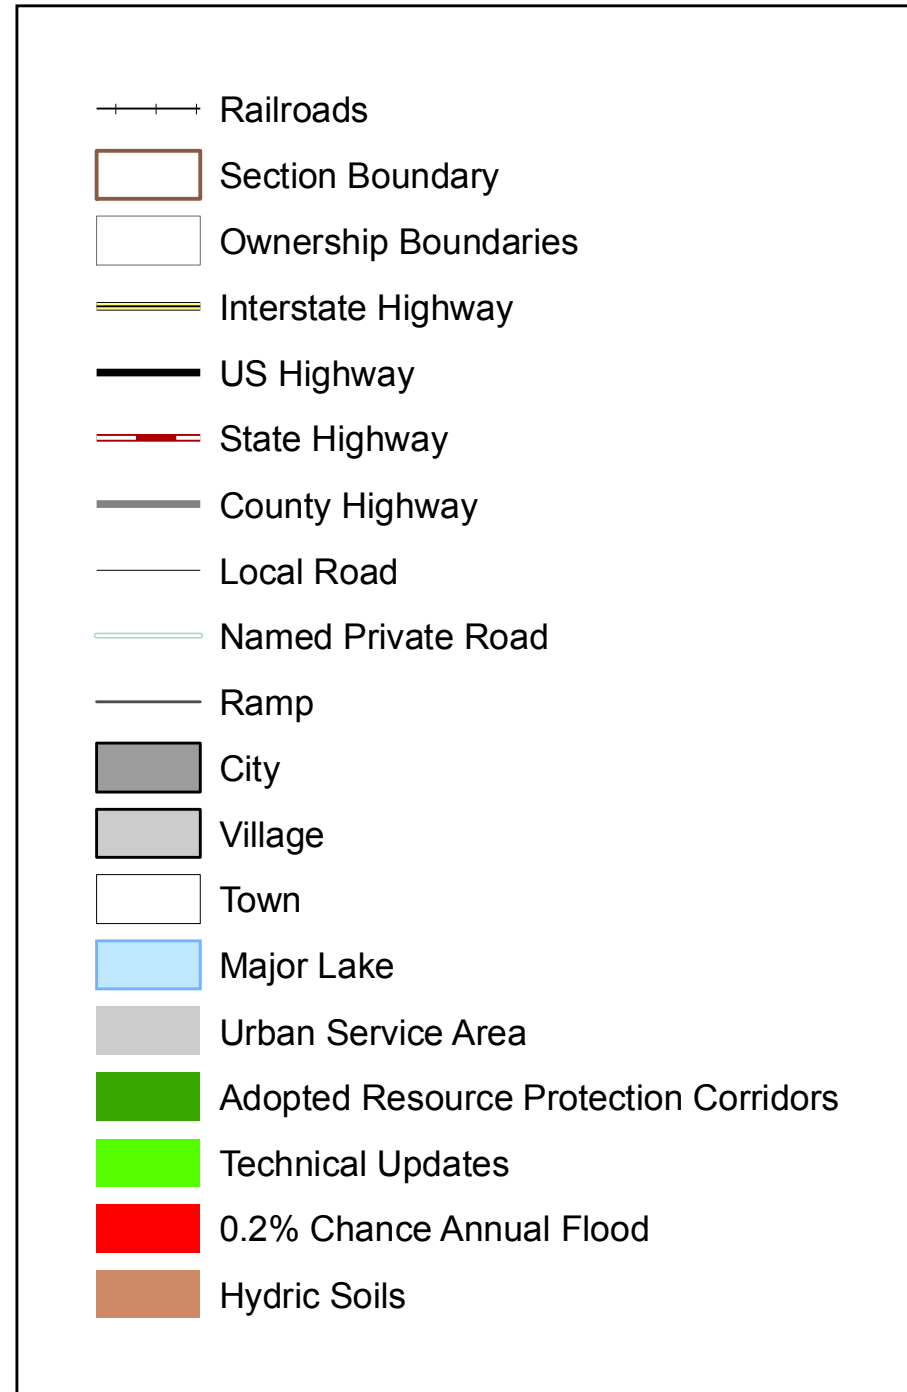 Railroads
Section Boundary
Ownership Boundaries
Interstate Highway
US Highway
State Highway
County Highway
Local Road
Named Private Road
Ramp
City
Village
Town
Major Lake
Urban Service Area
Adopted Resource Protection Corridors
Technical Updates
0.2% Chance Annual Flood
Hydric Soils